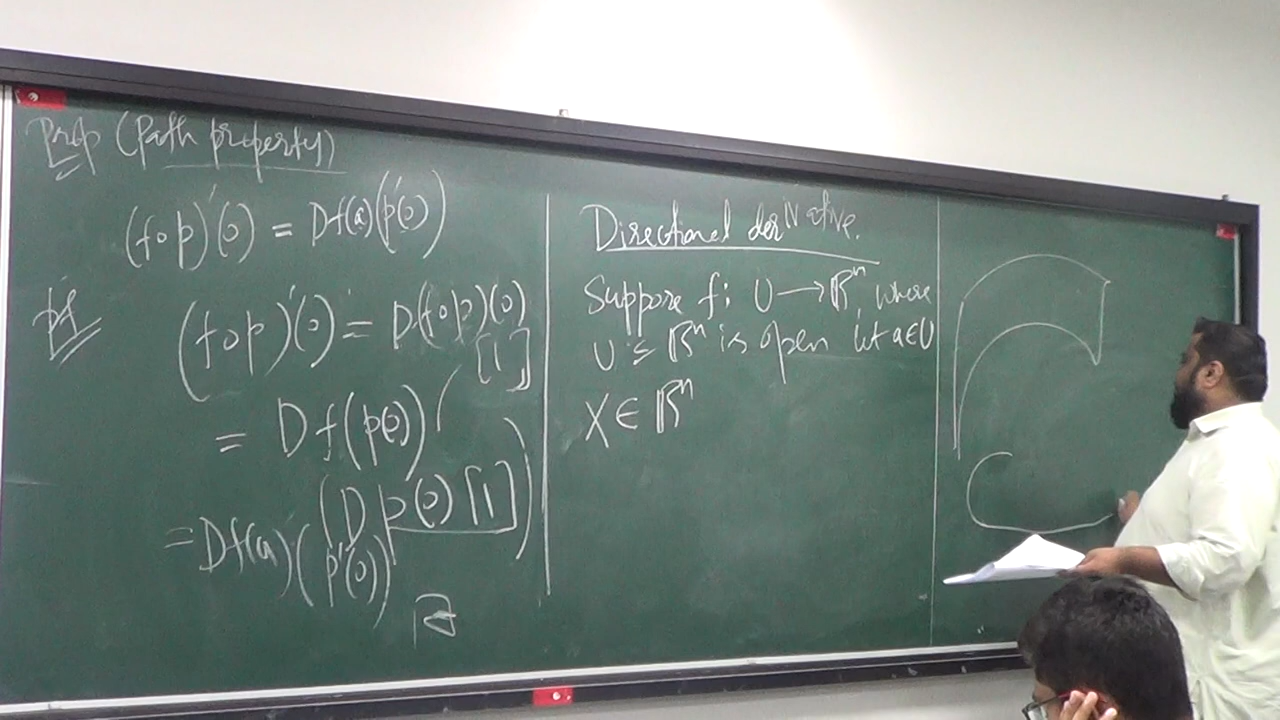 Prop (Path property)
(f∘p)'(0) = Df(a)(p'(0))
Pf
(f∘p)'(0) = D(f∘p)(0)
[1]
= Df(p(0))(
(Dp(0)[1])
= Df(a)(p'(0))
Directional derivative.
Suppose f: U → ℝⁿ, where
U ⊆ ℝⁿ is open let a∈U
X ∈ ℝⁿ